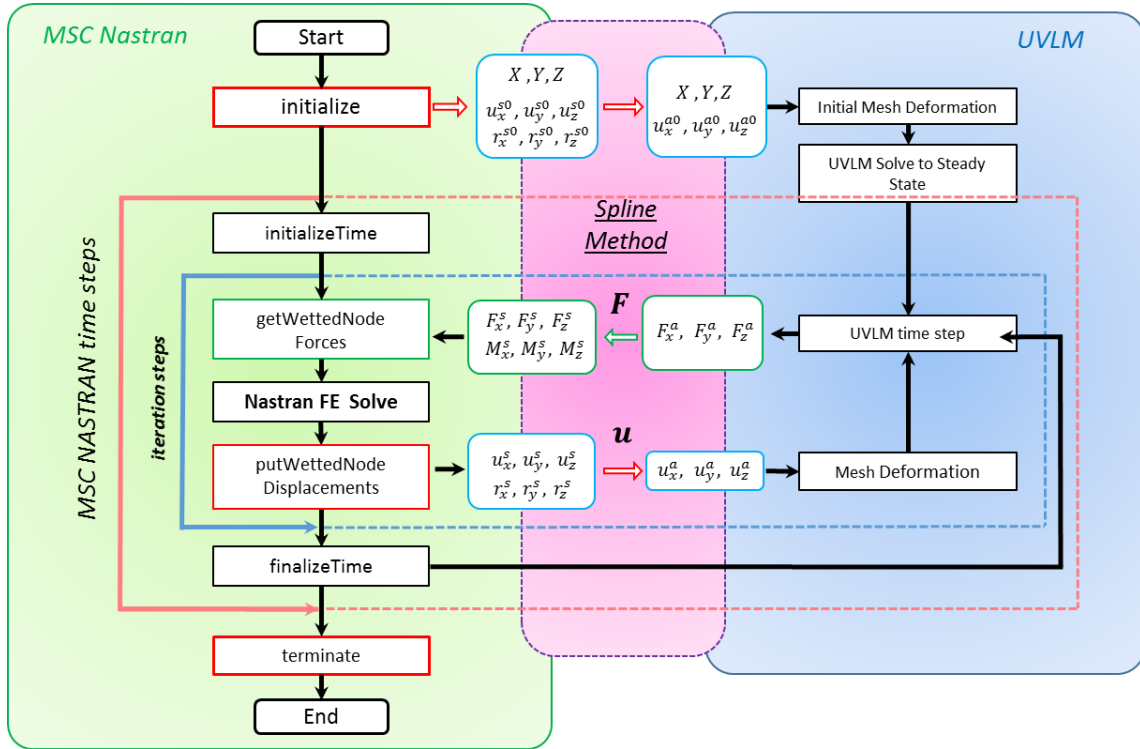 MSC Nastran
UVLM
Start
initialize
X ,Y,Z
u_x^{s0}, u_y^{s0}, u_z^{s0}
r_x^{s0}, r_y^{s0}, r_z^{s0}
X ,Y,Z
u_x^{a0}, u_y^{a0}, u_z^{a0}
Initial Mesh Deformation
UVLM Solve to Steady
State
Spline
Method
initializeTime
MSC NASTRAN time steps
iteration steps
getWettedNode
Forces
F_x^s, F_y^s, F_z^s
M_x^s, M_y^s, M_z^s
F
F_x^a, F_y^a, F_z^a
UVLM time step
Nastran FE Solve
putWettedNode
Displacements
u_x^s, u_y^s, u_z^s
r_x^s, r_y^s, r_z^s
u
u_x^a, u_y^a, u_z^a
Mesh Deformation
finalizeTime
terminate
End